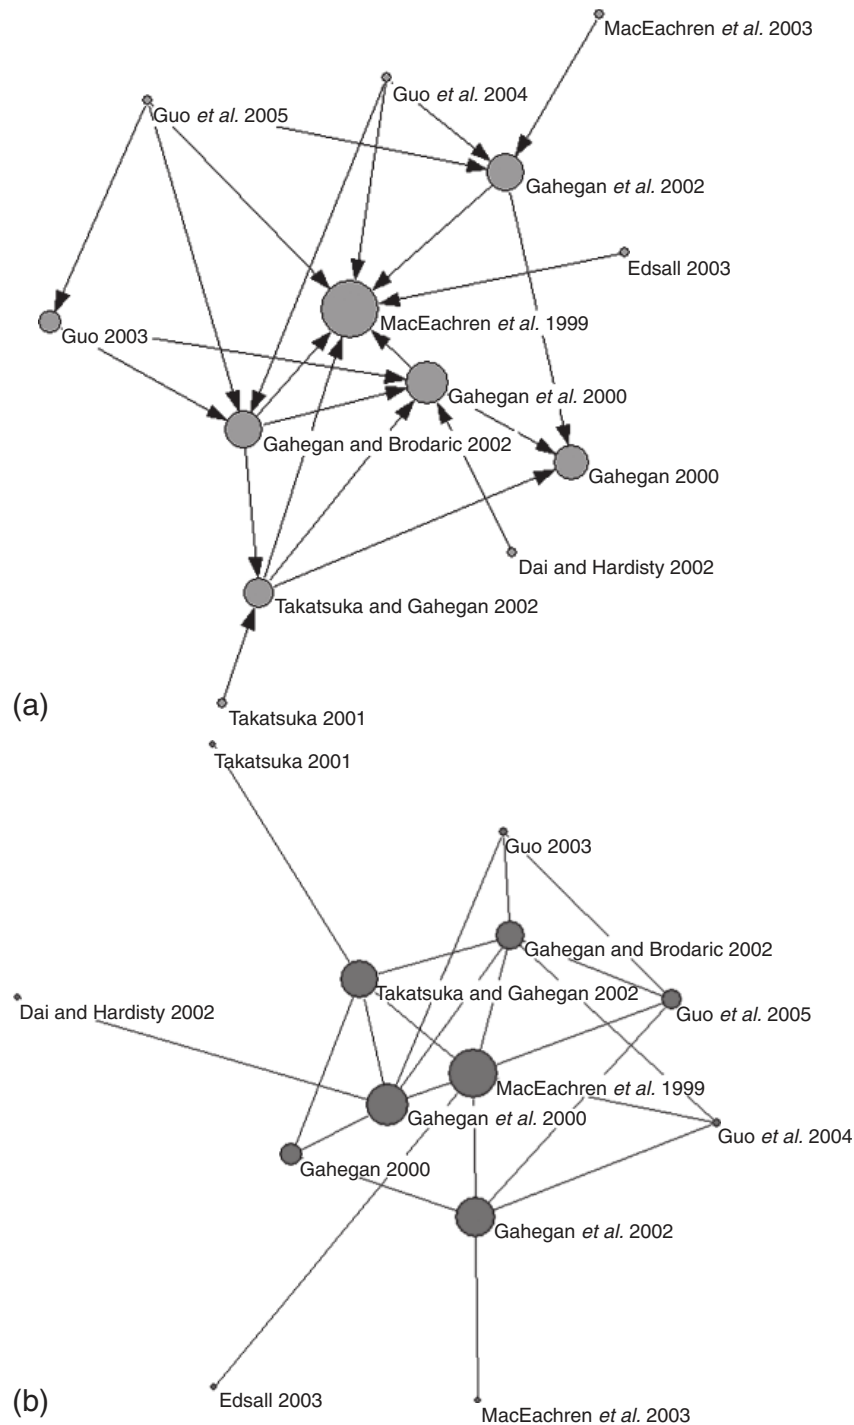 MacEachren et al. 2003
Guo et al. 2004
Guo et al. 2005
Gahegan et al. 2002
Edsall 2003
MacEachren et al. 1999
Guo 2003
Gahegan et al. 2000
Gahegan and Brodaric 2002
Gahegan 2000
Dai and Hardisty 2002
Takatsuka and Gahegan 2002
(a)
Takatsuka 2001
Takatsuka 2001
Guo 2003
Gahegan and Brodaric 2002
Takatsuka and Gahegan 2002
Dai and Hardisty 2002
Guo et al. 2005
MacEachren et al. 1999
Gahegan et al. 2000
Guo et al. 2004
Gahegan 2000
Gahegan et al. 2002
(b)
Edsall 2003
MacEachren et al. 2003